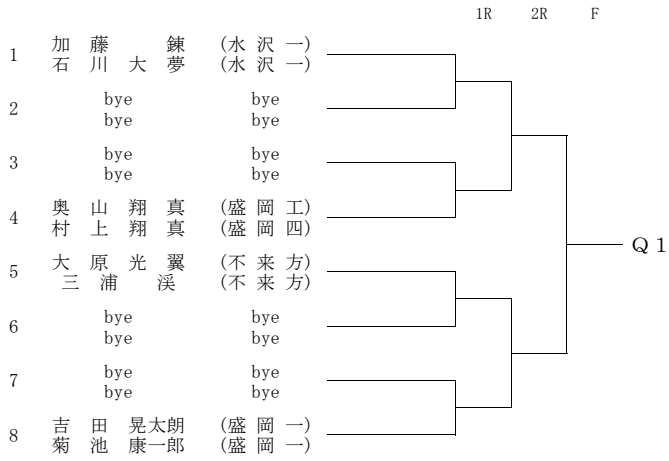 1R 2R F
1 加藤 錬 (水沢一)
石川大夢 (水沢一)
2 bye bye
bye bye
3 bye bye
bye bye
4 奥山翔真 (盛岡工)
村上翔真 (盛岡四)
5 大原光翼 (不来方)
三浦 渓 (不来方)
6 bye bye
bye bye
7 bye bye
bye bye
8 吉田晃太朗 (盛岡一)
菊池康一郎 (盛岡一)
Q1